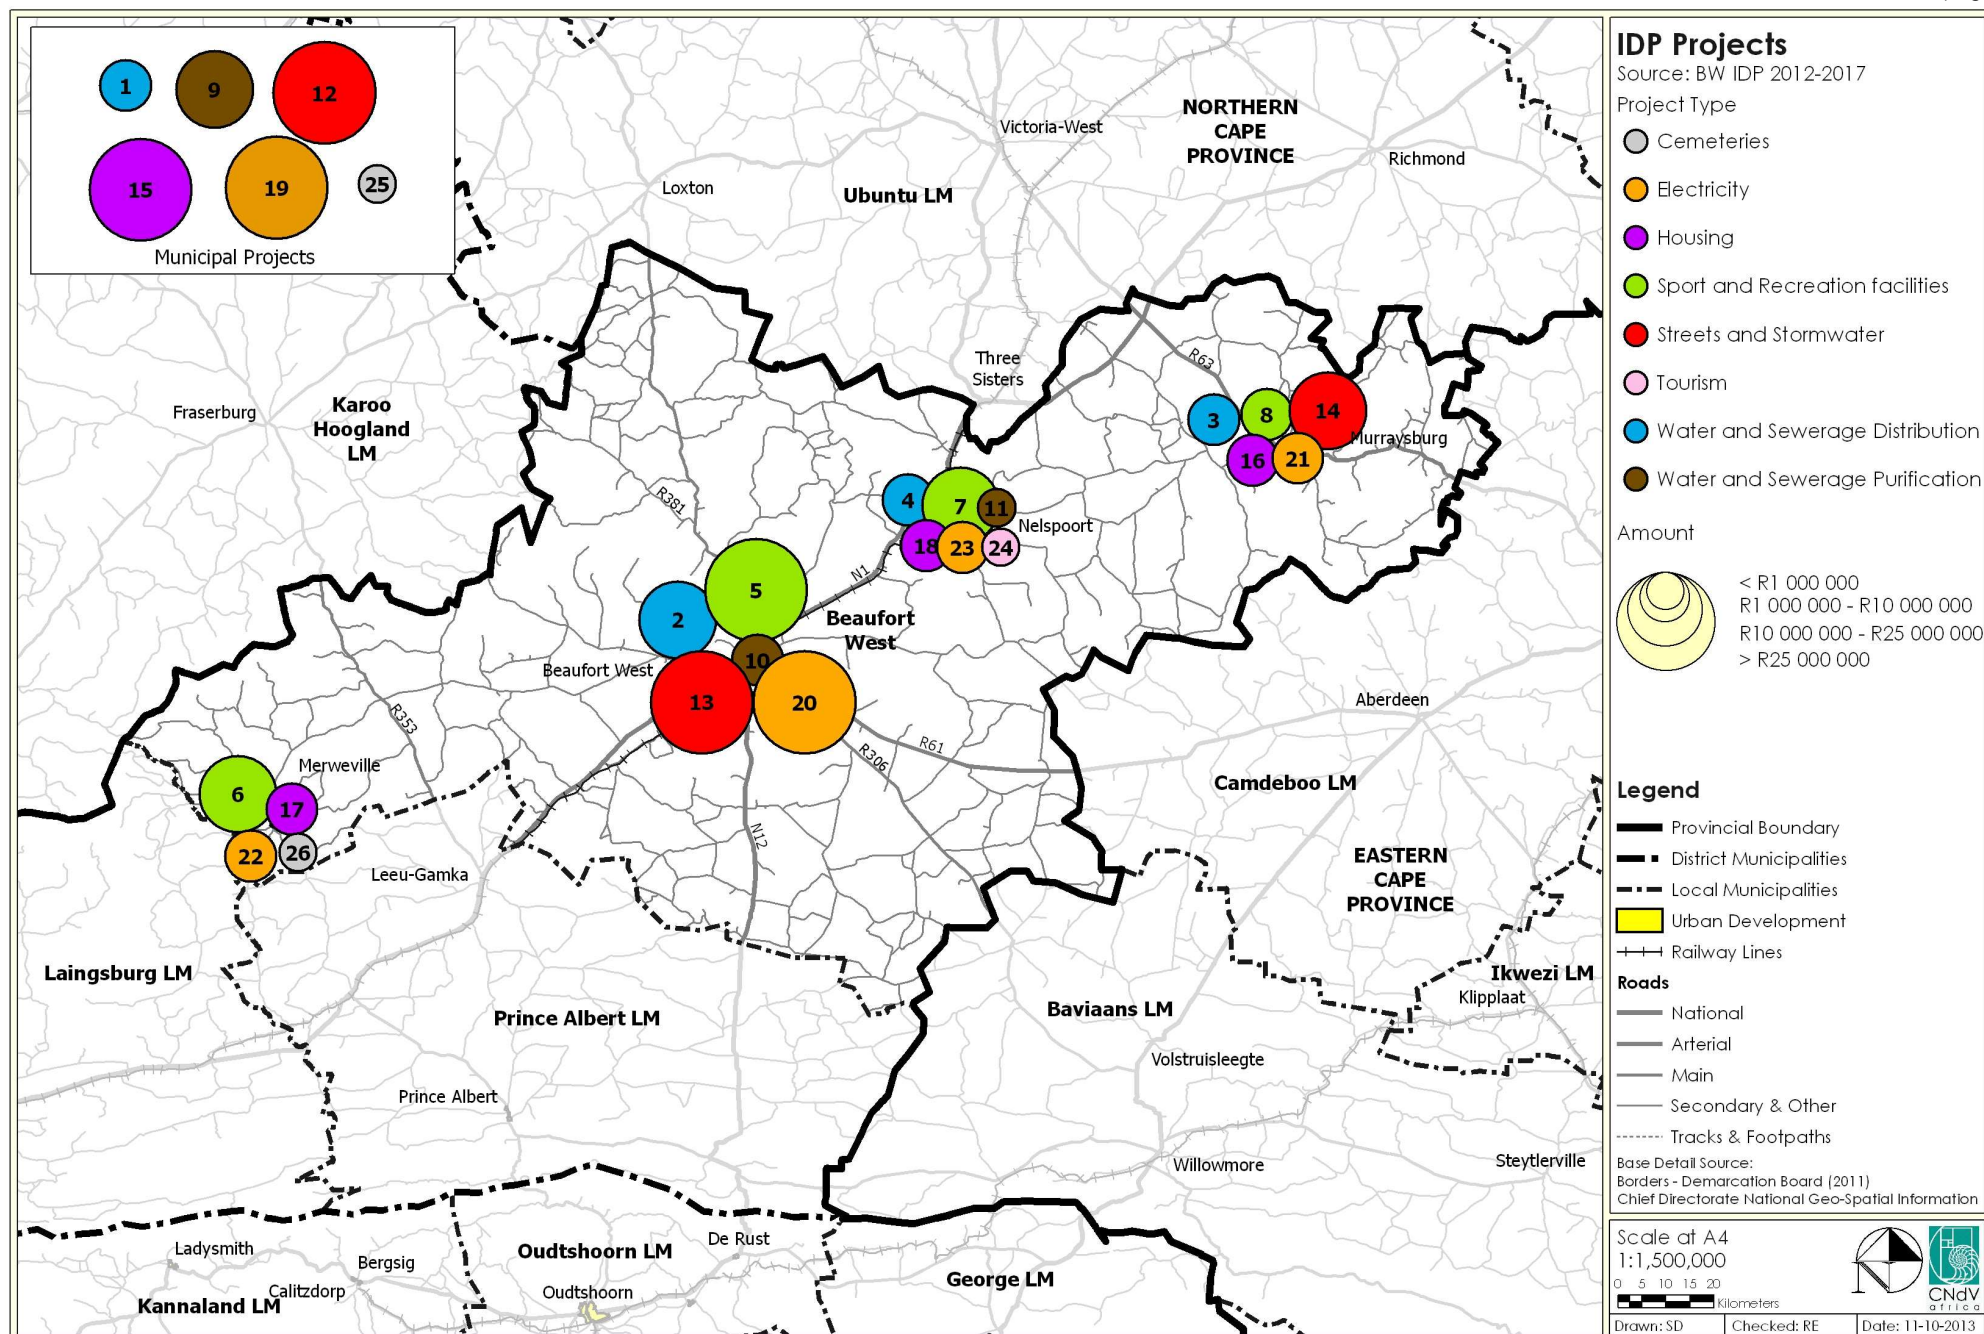 1
9
12
15
19
25
Municipal Projects
NORTHERN
CAPE
PROVINCE
Victoria-West
Richmond
Loxton
Ubuntu LM
Three
Sisters
R63
Fraserburg
Karoo
Hoogland
LM
3
8
14
Murraysburg
16
21
R381
4
7
11
Nelspoort
18
23
24
N1
5
2
Beaufort
West
10
Beaufort West
13
20
R353
R61
R306
Aberdeen
Merweville
6
17
22
26
Leeu-Gamka
N12
Camdeboo LM
EASTERN
CAPE
PROVINCE
Laingsburg LM
Prince Albert LM
Baviaans LM
Ikwezi LM
Klipplaat
Volstruisleegte
Prince Albert
Willowmore
Steytlerville
Ladysmith
Bergsig
Calitzdorp
Kannaland LM
Oudtshoorn LM
De Rust
Oudtshoorn
George LM
IDP Projects
Source: BW IDP 2012-2017
Project Type
Cemeteries
Electricity
Housing
Sport and Recreation facilities
Streets and Stormwater
Tourism
Water and Sewerage Distribution
Water and Sewerage Purification
Amount
< R1 000 000
R1 000 000 - R10 000 000
R10 000 000 - R25 000 000
> R25 000 000
Legend
Provincial Boundary
District Municipalities
Local Municipalities
Urban Development
Railway Lines
Roads
National
Arterial
Main
Secondary & Other
Tracks & Footpaths
Base Detail Source:
Borders - Demarcation Board (2011)
Chief Directorate National Geo-Spatial Information
Scale at A4
1:1,500,000
0 5 10 15 20
Kilometers
N
CNdV
africa
Drawn: SD
Checked: RE
Date: 11-10-2013